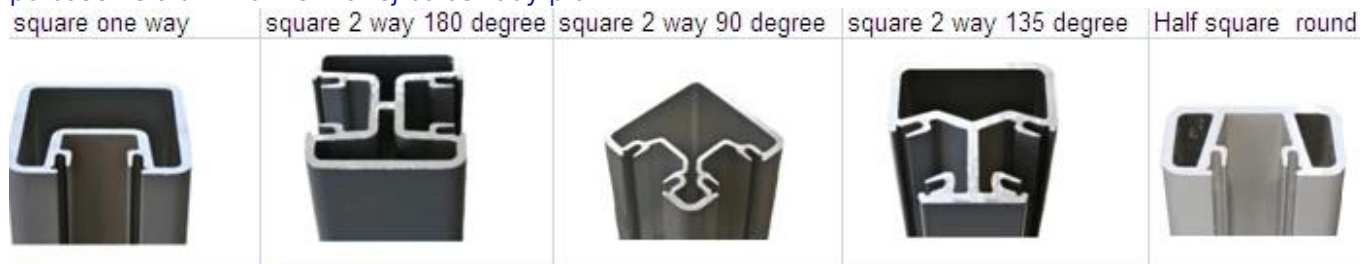 square one way
square 2 way 180 degree
square 2 way 90 degree
square 2 way 135 degree
Half square round